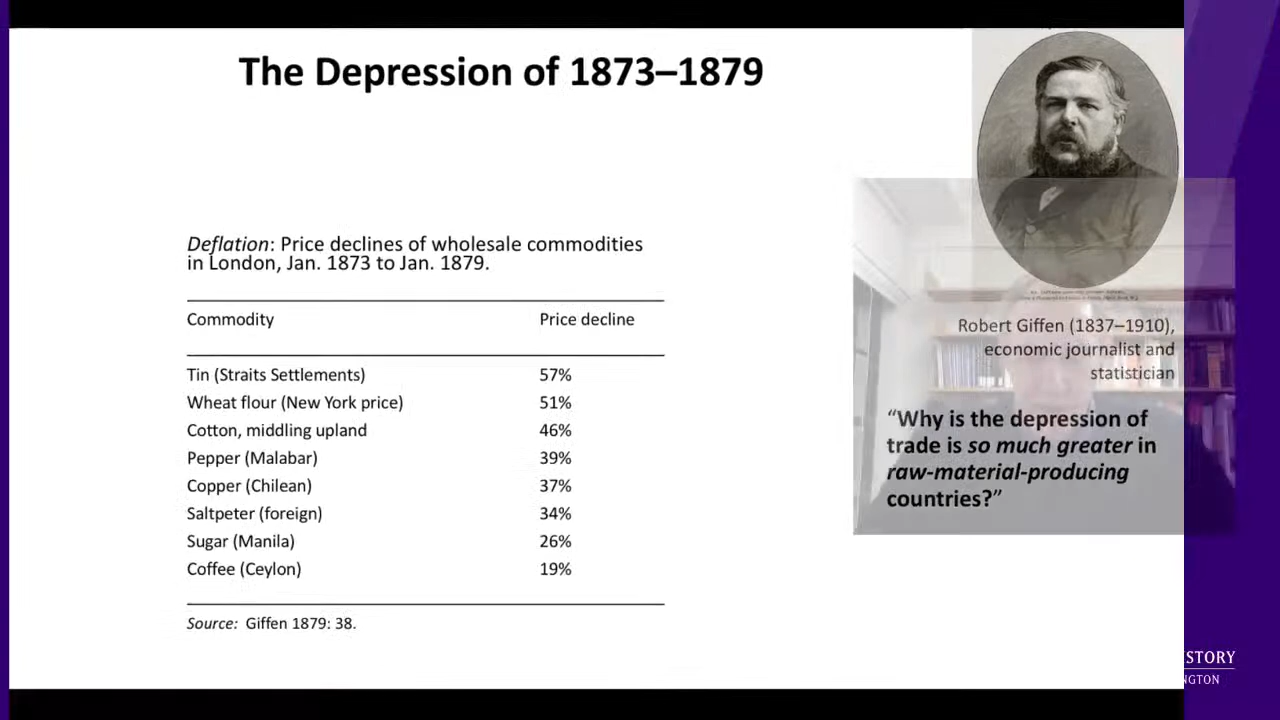 The Depression of 1873–1879
Deflation: Price declines of wholesale commodities
in London, Jan. 1873 to Jan. 1879.
Commodity Price decline
Tin (Straits Settlements) 57%
Wheat flour (New York price) 51%
Cotton, middling upland 46%
Pepper (Malabar) 39%
Copper (Chilean) 37%
Saltpeter (foreign) 34%
Sugar (Manila) 26%
Coffee (Ceylon) 19%
Source: Giffen 1879: 38.
Robert Giffen (1837–1910),
economic journalist and
statistician
“Why is the depression of
trade is so much greater in
raw-material-producing
countries?”
STORY
NGTON